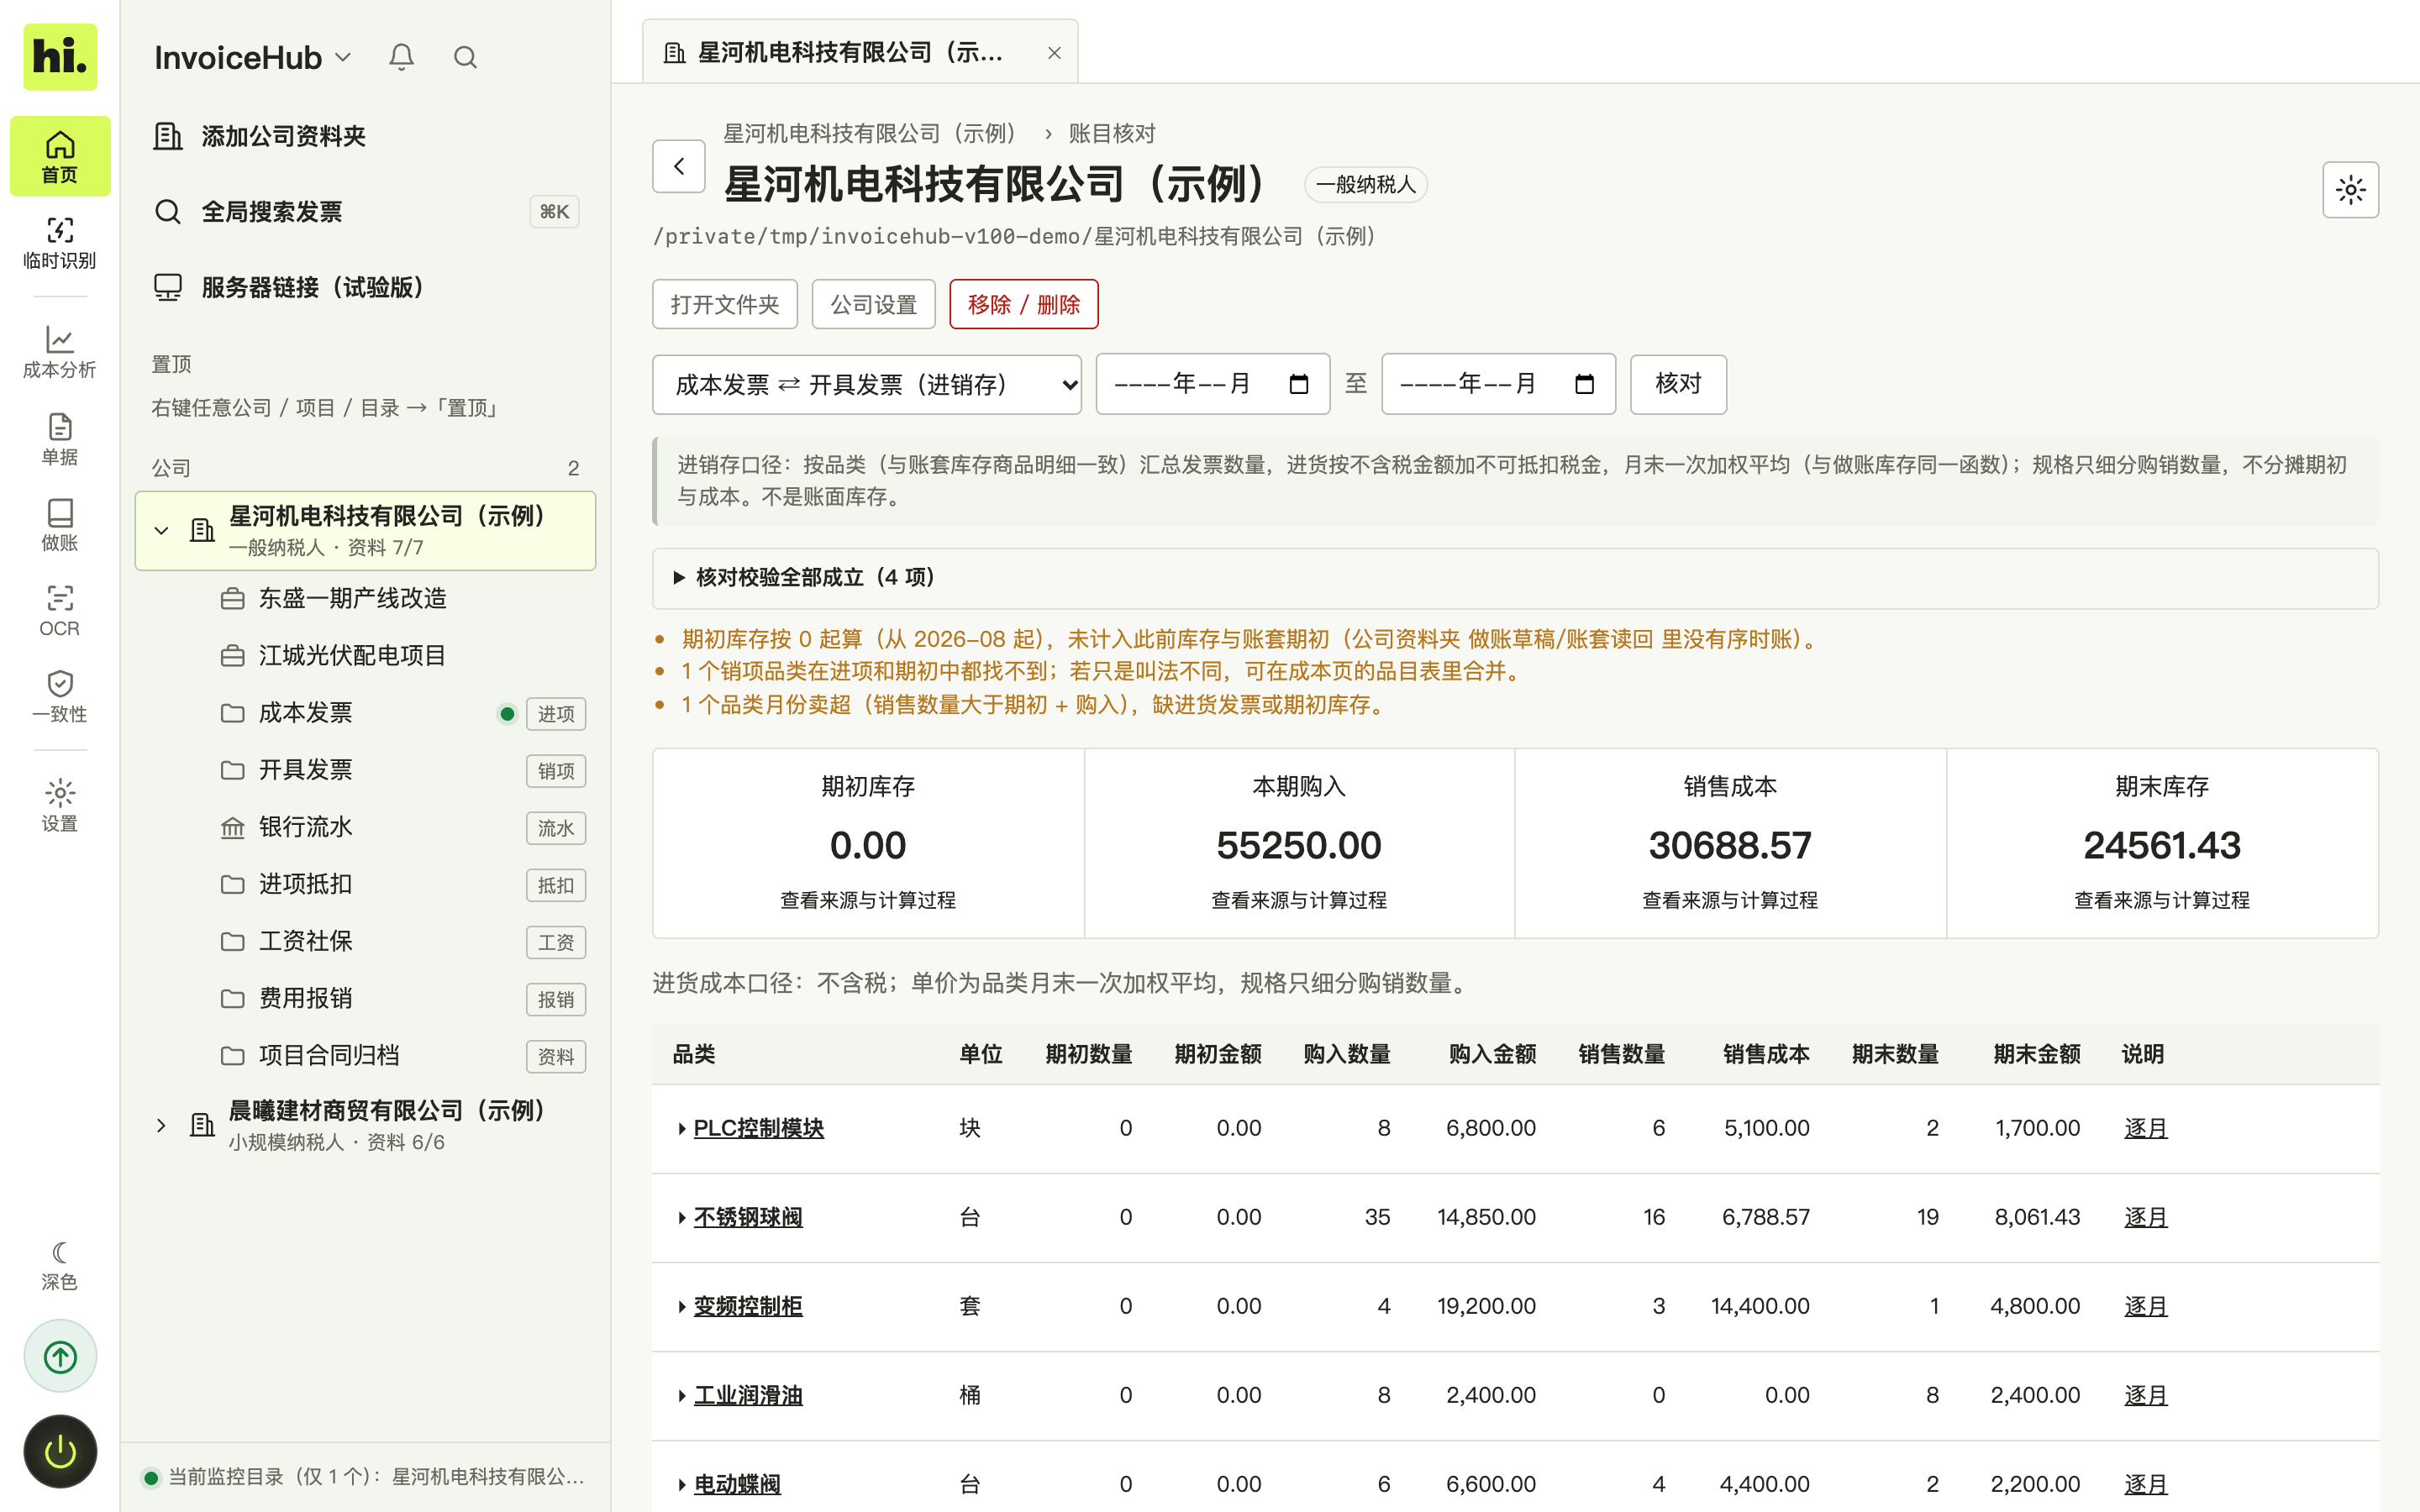 hi.
首页
临时识别
成本分析
单据
做账
OCR
一致性
设置
深色
InvoiceHub
添加公司资料夹
全局搜索发票 ⌘K
服务器链接（试验版）
置顶
右键任意公司 / 项目 / 目录 →「置顶」
公司 2
星河机电科技有限公司（示例）
一般纳税人 · 资料 7/7
东盛一期产线改造
江城光伏配电项目
成本发票 进项
开具发票 销项
银行流水 流水
进项抵扣 抵扣
工资社保 工资
费用报销 报销
项目合同归档 资料
晨曦建材商贸有限公司（示例）
小规模纳税人 · 资料 6/6
当前监控目录（仅 1 个）：星河机电科技有限公…
星河机电科技有限公司（示…
星河机电科技有限公司（示例） › 账目核对
星河机电科技有限公司（示例） 一般纳税人
/private/tmp/invoicehub-v100-demo/星河机电科技有限公司（示例）
打开文件夹 公司设置 移除 / 删除
成本发票 ⇄ 开具发票（进销存） ----年--月 至 ----年--月 核对
进销存口径：按品类（与账套库存商品明细一致）汇总发票数量，进货按不含税金额加不可抵扣税金，月末一次加权平均（与做账库存同一函数）；规格只细分购销数量，不分摊期初
与成本。不是账面库存。
核对校验全部成立（4 项）
期初库存按 0 起算（从 2026-08 起），未计入此前库存与账套期初（公司资料夹 做账草稿/账套读回 里没有序时账）。
1 个销项品类在进项和期初中都找不到；若只是叫法不同，可在成本页的品目表里合并。
1 个品类月份卖超（销售数量大于期初 + 购入），缺进货发票或期初库存。
期初库存 本期购入 销售成本 期末库存
0.00 55250.00 30688.57 24561.43
查看来源与计算过程 查看来源与计算过程 查看来源与计算过程 查看来源与计算过程
进货成本口径：不含税；单价为品类月末一次加权平均，规格只细分购销数量。
品类 单位 期初数量 期初金额 购入数量 购入金额 销售数量 销售成本 期末数量 期末金额 说明
PLC控制模块 块 0 0.00 8 6,800.00 6 5,100.00 2 1,700.00 逐月
不锈钢球阀 台 0 0.00 35 14,850.00 16 6,788.57 19 8,061.43 逐月
变频控制柜 套 0 0.00 4 19,200.00 3 14,400.00 1 4,800.00 逐月
工业润滑油 桶 0 0.00 8 2,400.00 0 0.00 8 2,400.00 逐月
电动蝶阀 台 0 0.00 6 6,600.00 4 4,400.00 2 2,200.00 逐月